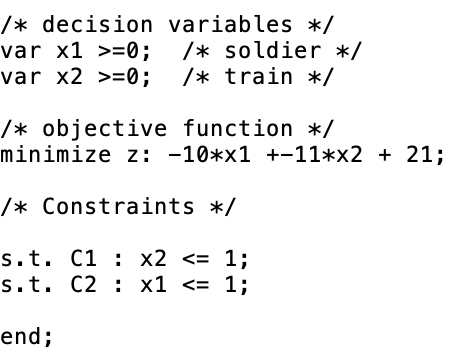 /* decision variables */
var x1 >=0;  /* soldier */
var x2 >=0;  /* train */
/* objective function */
minimize z: -10*x1 +-11*x2 + 21;
/* Constraints */
s.t. C1 : x2 <= 1;
s.t. C2 : x1 <= 1;
end;